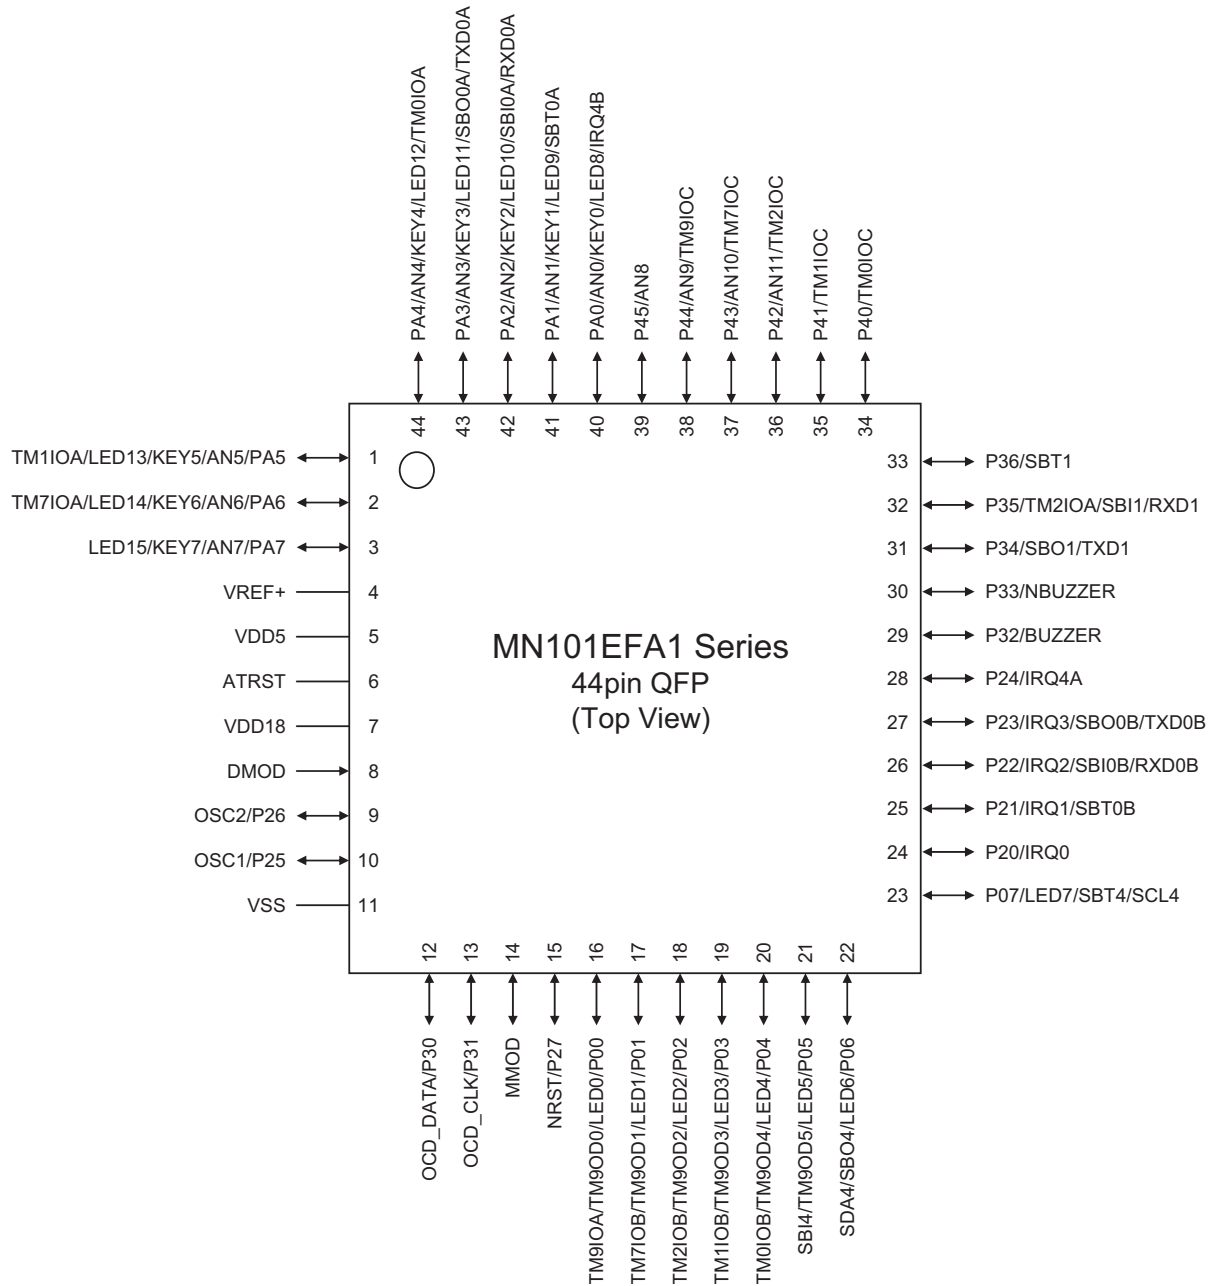 PA4/AN4/KEY4/LED12/TM0IOA
PA3/AN3/KEY3/LED11/SBO0A/TXD0A
PA2/AN2/KEY2/LED10/SBI0A/RXD0A
PA1/AN1/KEY1/LED9/SBT0A
PA0/AN0/KEY0/LED8/IRQ4B
P45/AN8
P44/AN9/TM9IOC
P43/AN10/TM7IOC
P42/AN11/TM2IOC
P41/TM1IOC
P40/TM0IOC
44 43 42 41 40 39 38 37 36 35 34
TM1IOA/LED13/KEY5/AN5/PA5 1
TM7IOA/LED14/KEY6/AN6/PA6 2
LED15/KEY7/AN7/PA7 3
VREF+ 4
VDD5 5
ATRST 6
VDD18 7
DMOD 8
OSC2/P26 9
OSC1/P25 10
VSS 11
MN101EFA1 Series
44pin QFP
(Top View)
33 P36/SBT1
32 P35/TM2IOA/SBI1/RXD1
31 P34/SBO1/TXD1
30 P33/NBUZZER
29 P32/BUZZER
28 P24/IRQ4A
27 P23/IRQ3/SBO0B/TXD0B
26 P22/IRQ2/SBI0B/RXD0B
25 P21/IRQ1/SBT0B
24 P20/IRQ0
23 P07/LED7/SBT4/SCL4
12 13 14 15 16 17 18 19 20 21 22
OCD_DATA/P30
OCD_CLK/P31
MMOD
NRST/P27
TM9IOA/TM9OD0/LED0/P00
TM7IOB/TM9OD1/LED1/P01
TM2IOB/TM9OD2/LED2/P02
TM1IOB/TM9OD3/LED3/P03
TM0IOB/TM9OD4/LED4/P04
SBI4/TM9OD5/LED5/P05
SDA4/SBO4/LED6/P06